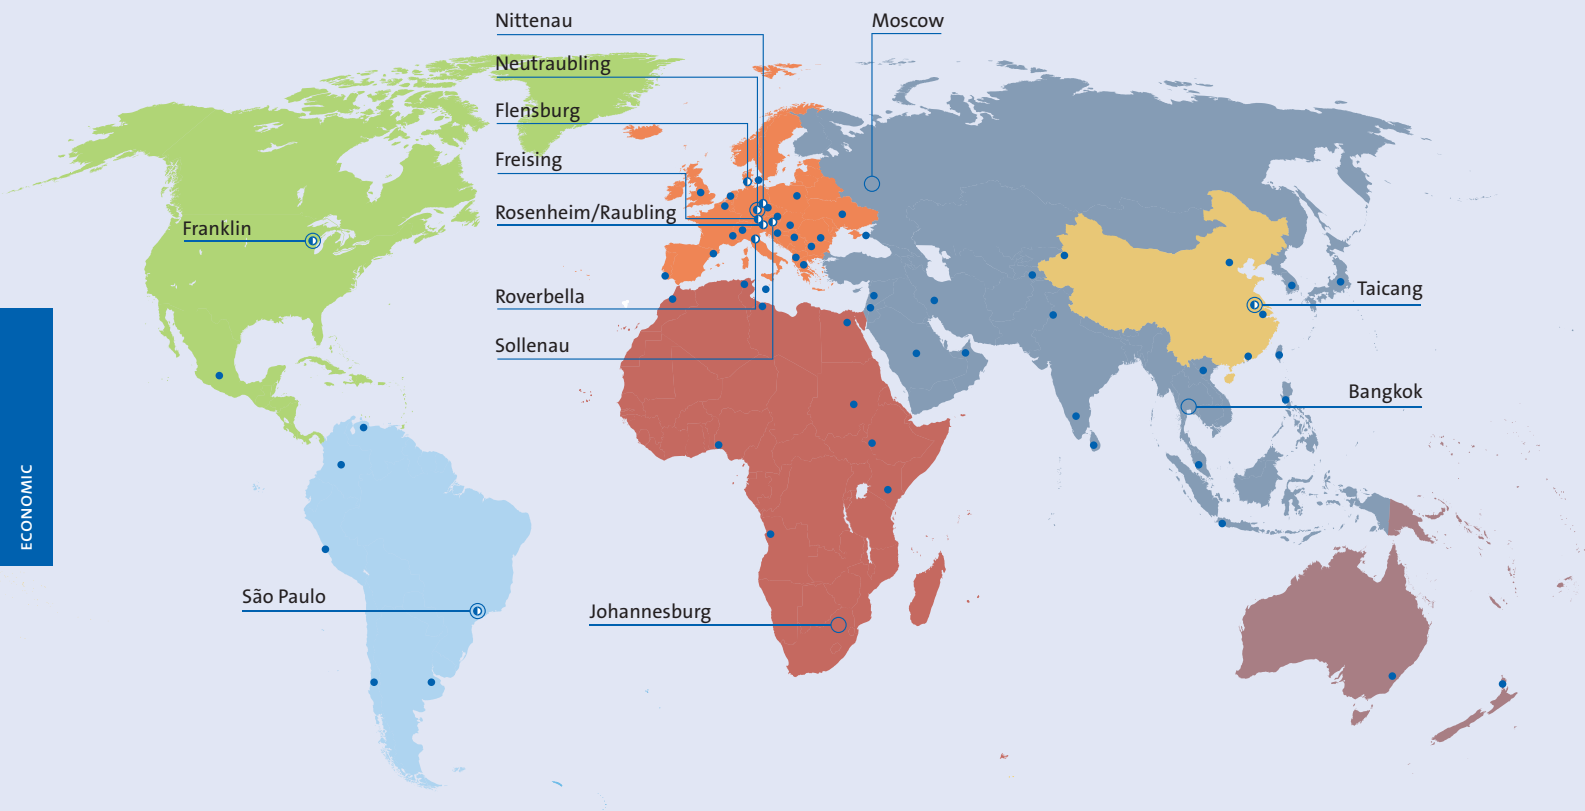 Nittenau
Moscow
Neutraubling
Flensburg
Freising
Rosenheim/Raubling
Franklin
Roverbella
Taicang
Sollenau
Bangkok
ECONOMIC
São Paulo
Johannesburg